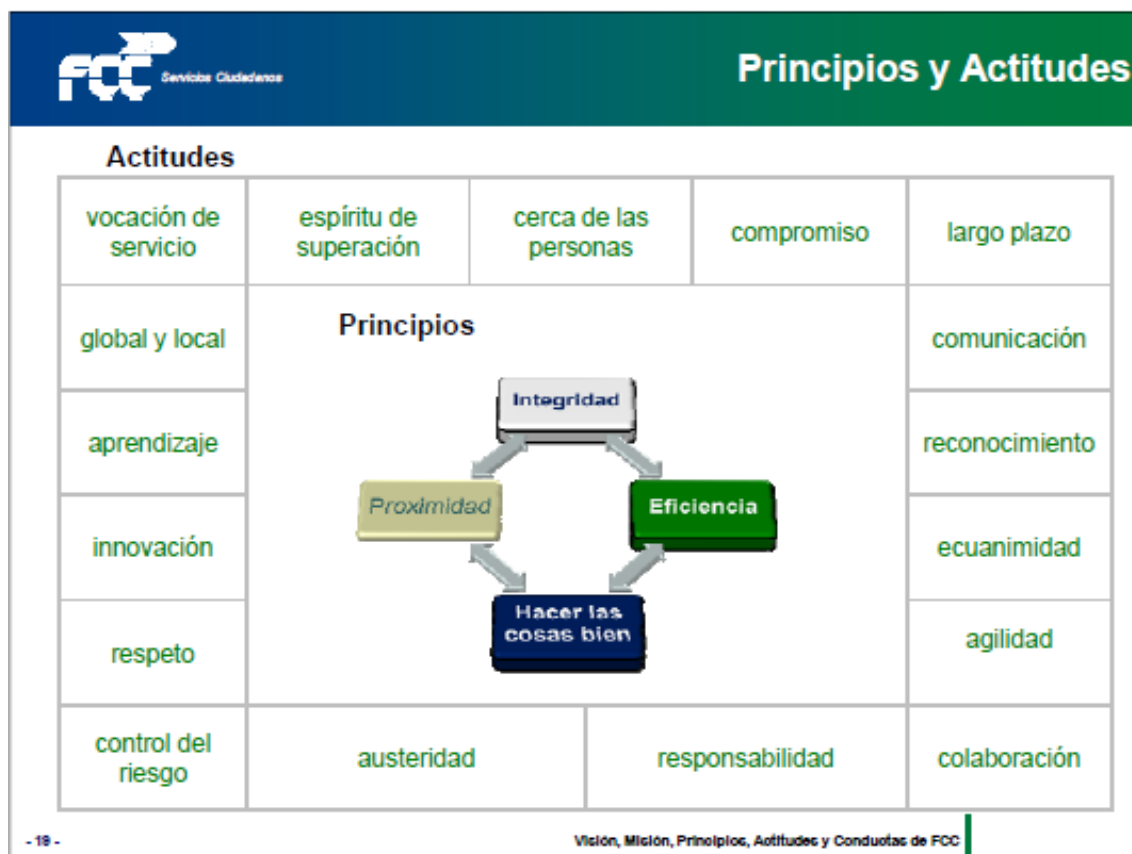 FCC Servicios Ciudadanos
Principios y Actitudes
Actitudes
vocación de
servicio
espíritu de
superación
cerca de las
personas
compromiso
largo plazo
global y local
Principios
comunicación
Integridad
aprendizaje
reconocimiento
Proximidad
Eficiencia
innovación
ecuanimidad
Hacer las
cosas bien
respeto
agilidad
control del
riesgo
austeridad
responsabilidad
colaboración
- 19 -
Visión, Misión, Principios, Actitudes y Conductas de FCC